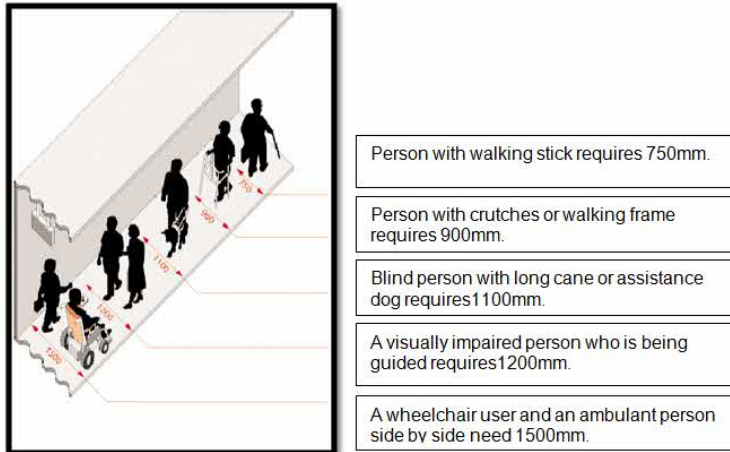 750
Person with walking stick requires 750mm.
900
Person with crutches or walking frame
requires 900mm.
1100
Blind person with long cane or assistance
dog requires1100mm.
1200
A visually impaired person who is being
guided requires1200mm.
1500
A wheelchair user and an ambulant person
side by side need 1500mm.